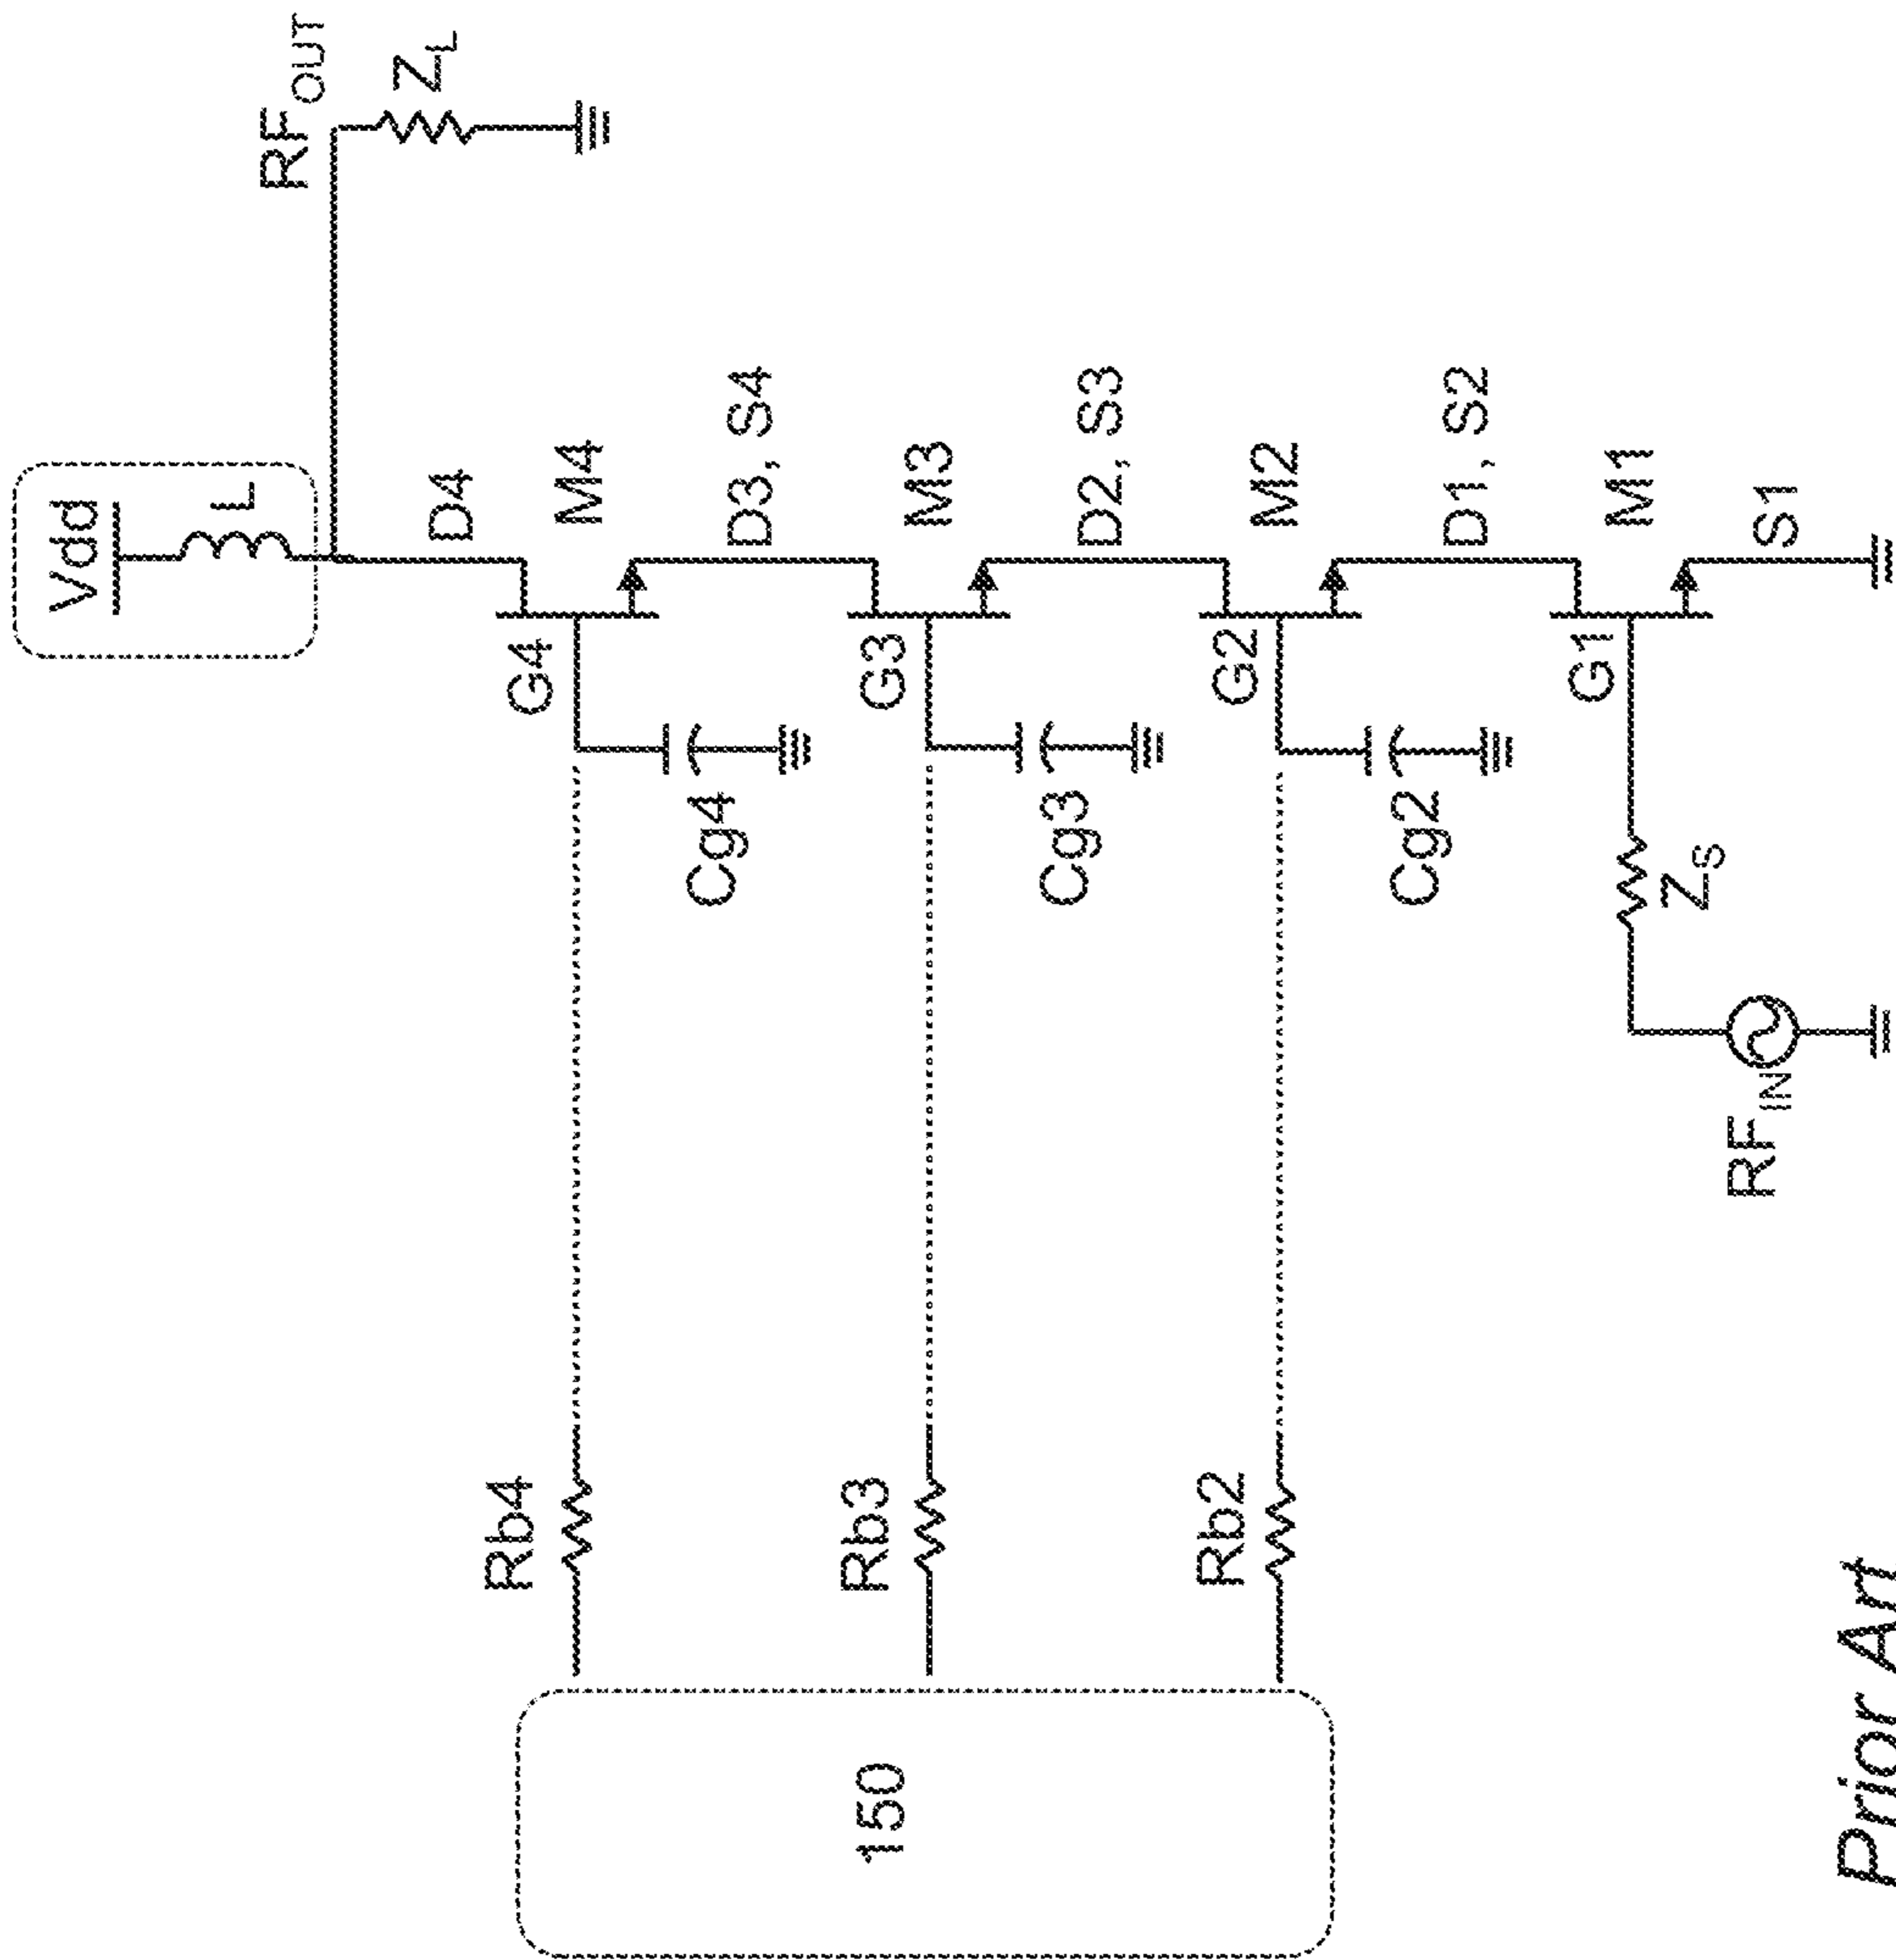 Vdd
L
RF_OUT
Z_L
D4
G4
M4
Rb4
Cg4
D3, S4
G3
M3
Rb3
Cg3
D2, S3
G2
M2
Rb2
Cg2
D1, S2
G1
M1
Z_S
S1
RF_IN
150
Prior Art